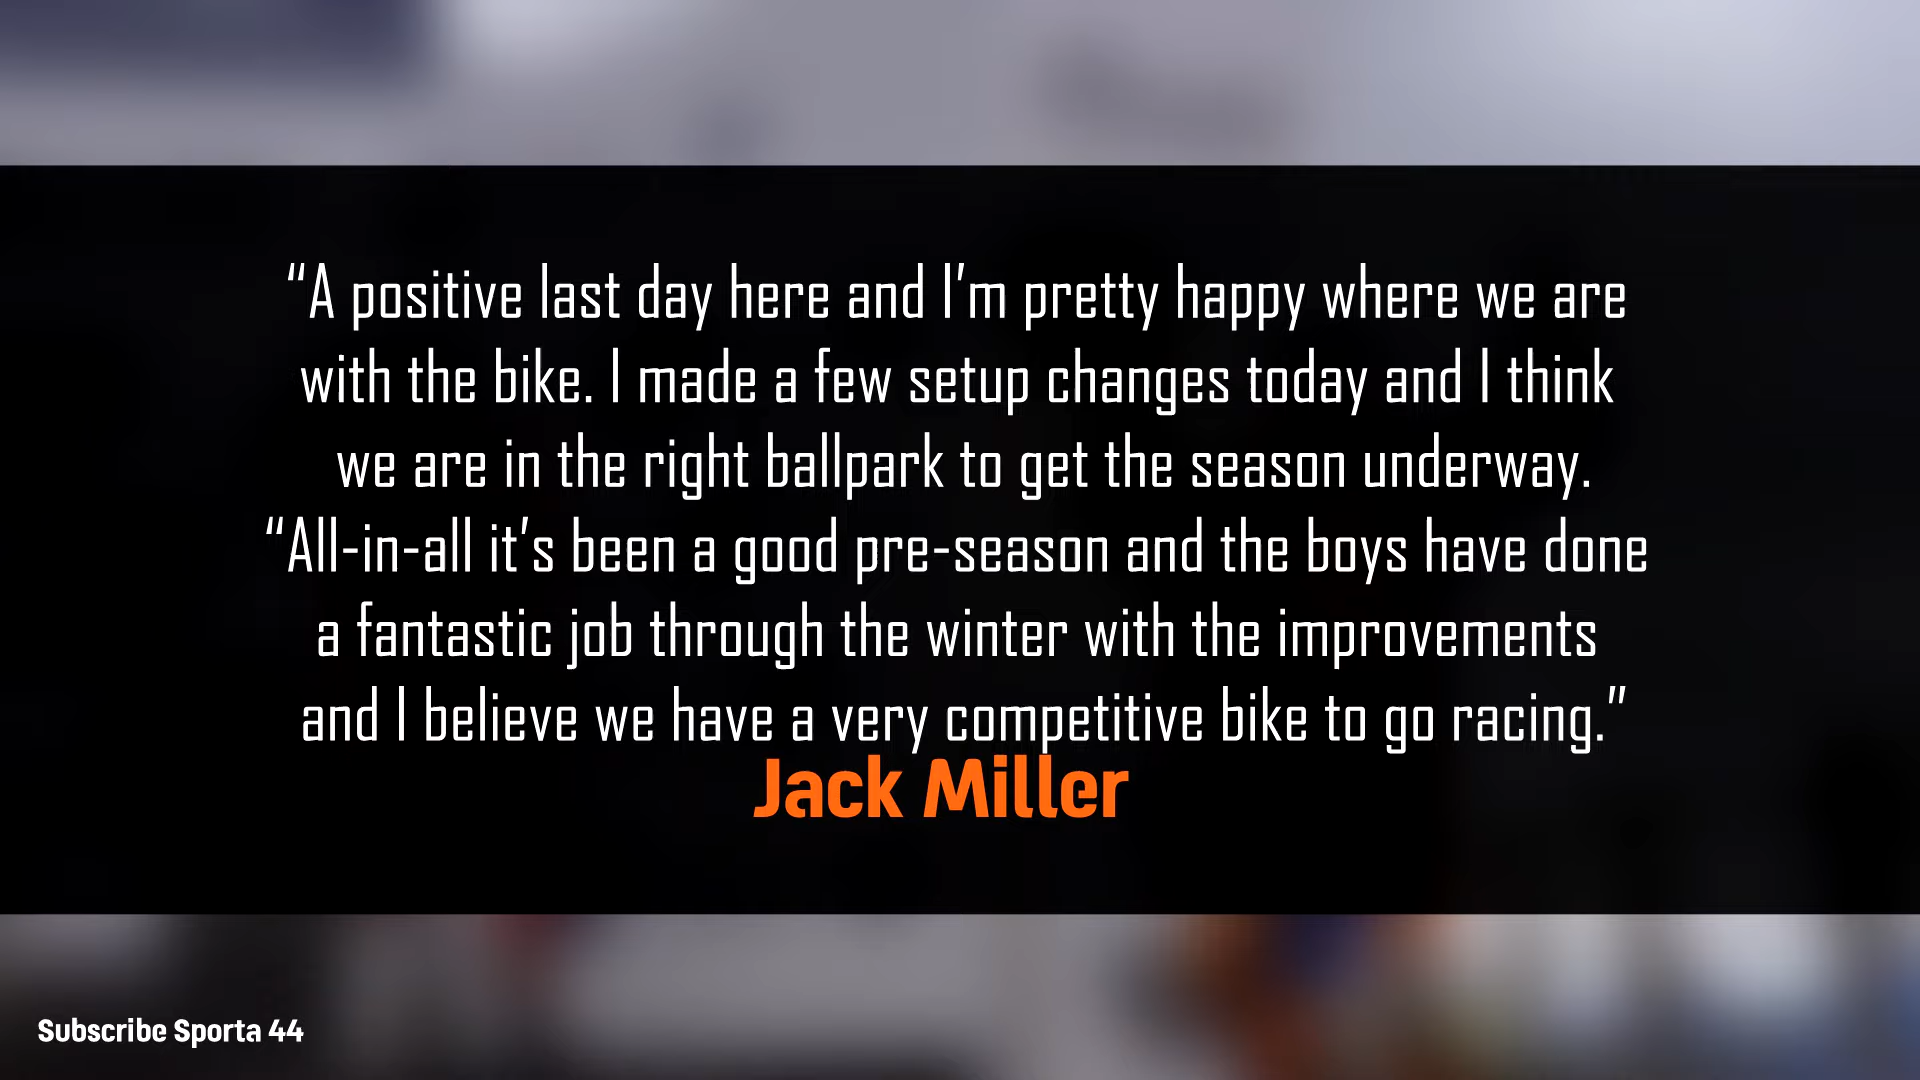 “A positive last day here and I’m pretty happy where we are
with the bike. I made a few setup changes today and I think
we are in the right ballpark to get the season underway.
“All-in-all it’s been a good pre-season and the boys have done
a fantastic job through the winter with the improvements
and I believe we have a very competitive bike to go racing.”
Jack Miller
Subscribe Sporta 44